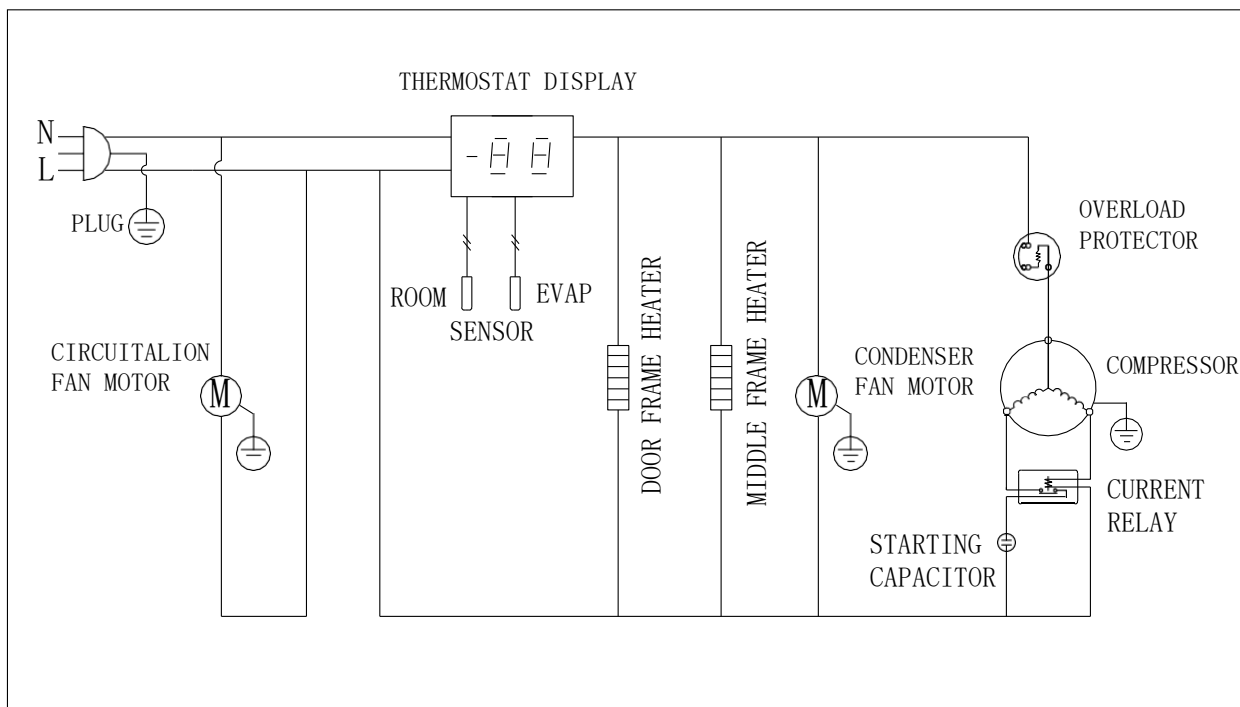 THERMOSTAT DISPLAY
N
L
-88
PLUG
OVERLOAD
PROTECTOR
ROOM
EVAP
SENSOR
DOOR FRAME HEATER
MIDDLE FRAME HEATER
CIRCUITALION
FAN MOTOR
M
CONDENSER
FAN MOTOR
M
COMPRESSOR
CURRENT
RELAY
STARTING
CAPACITOR